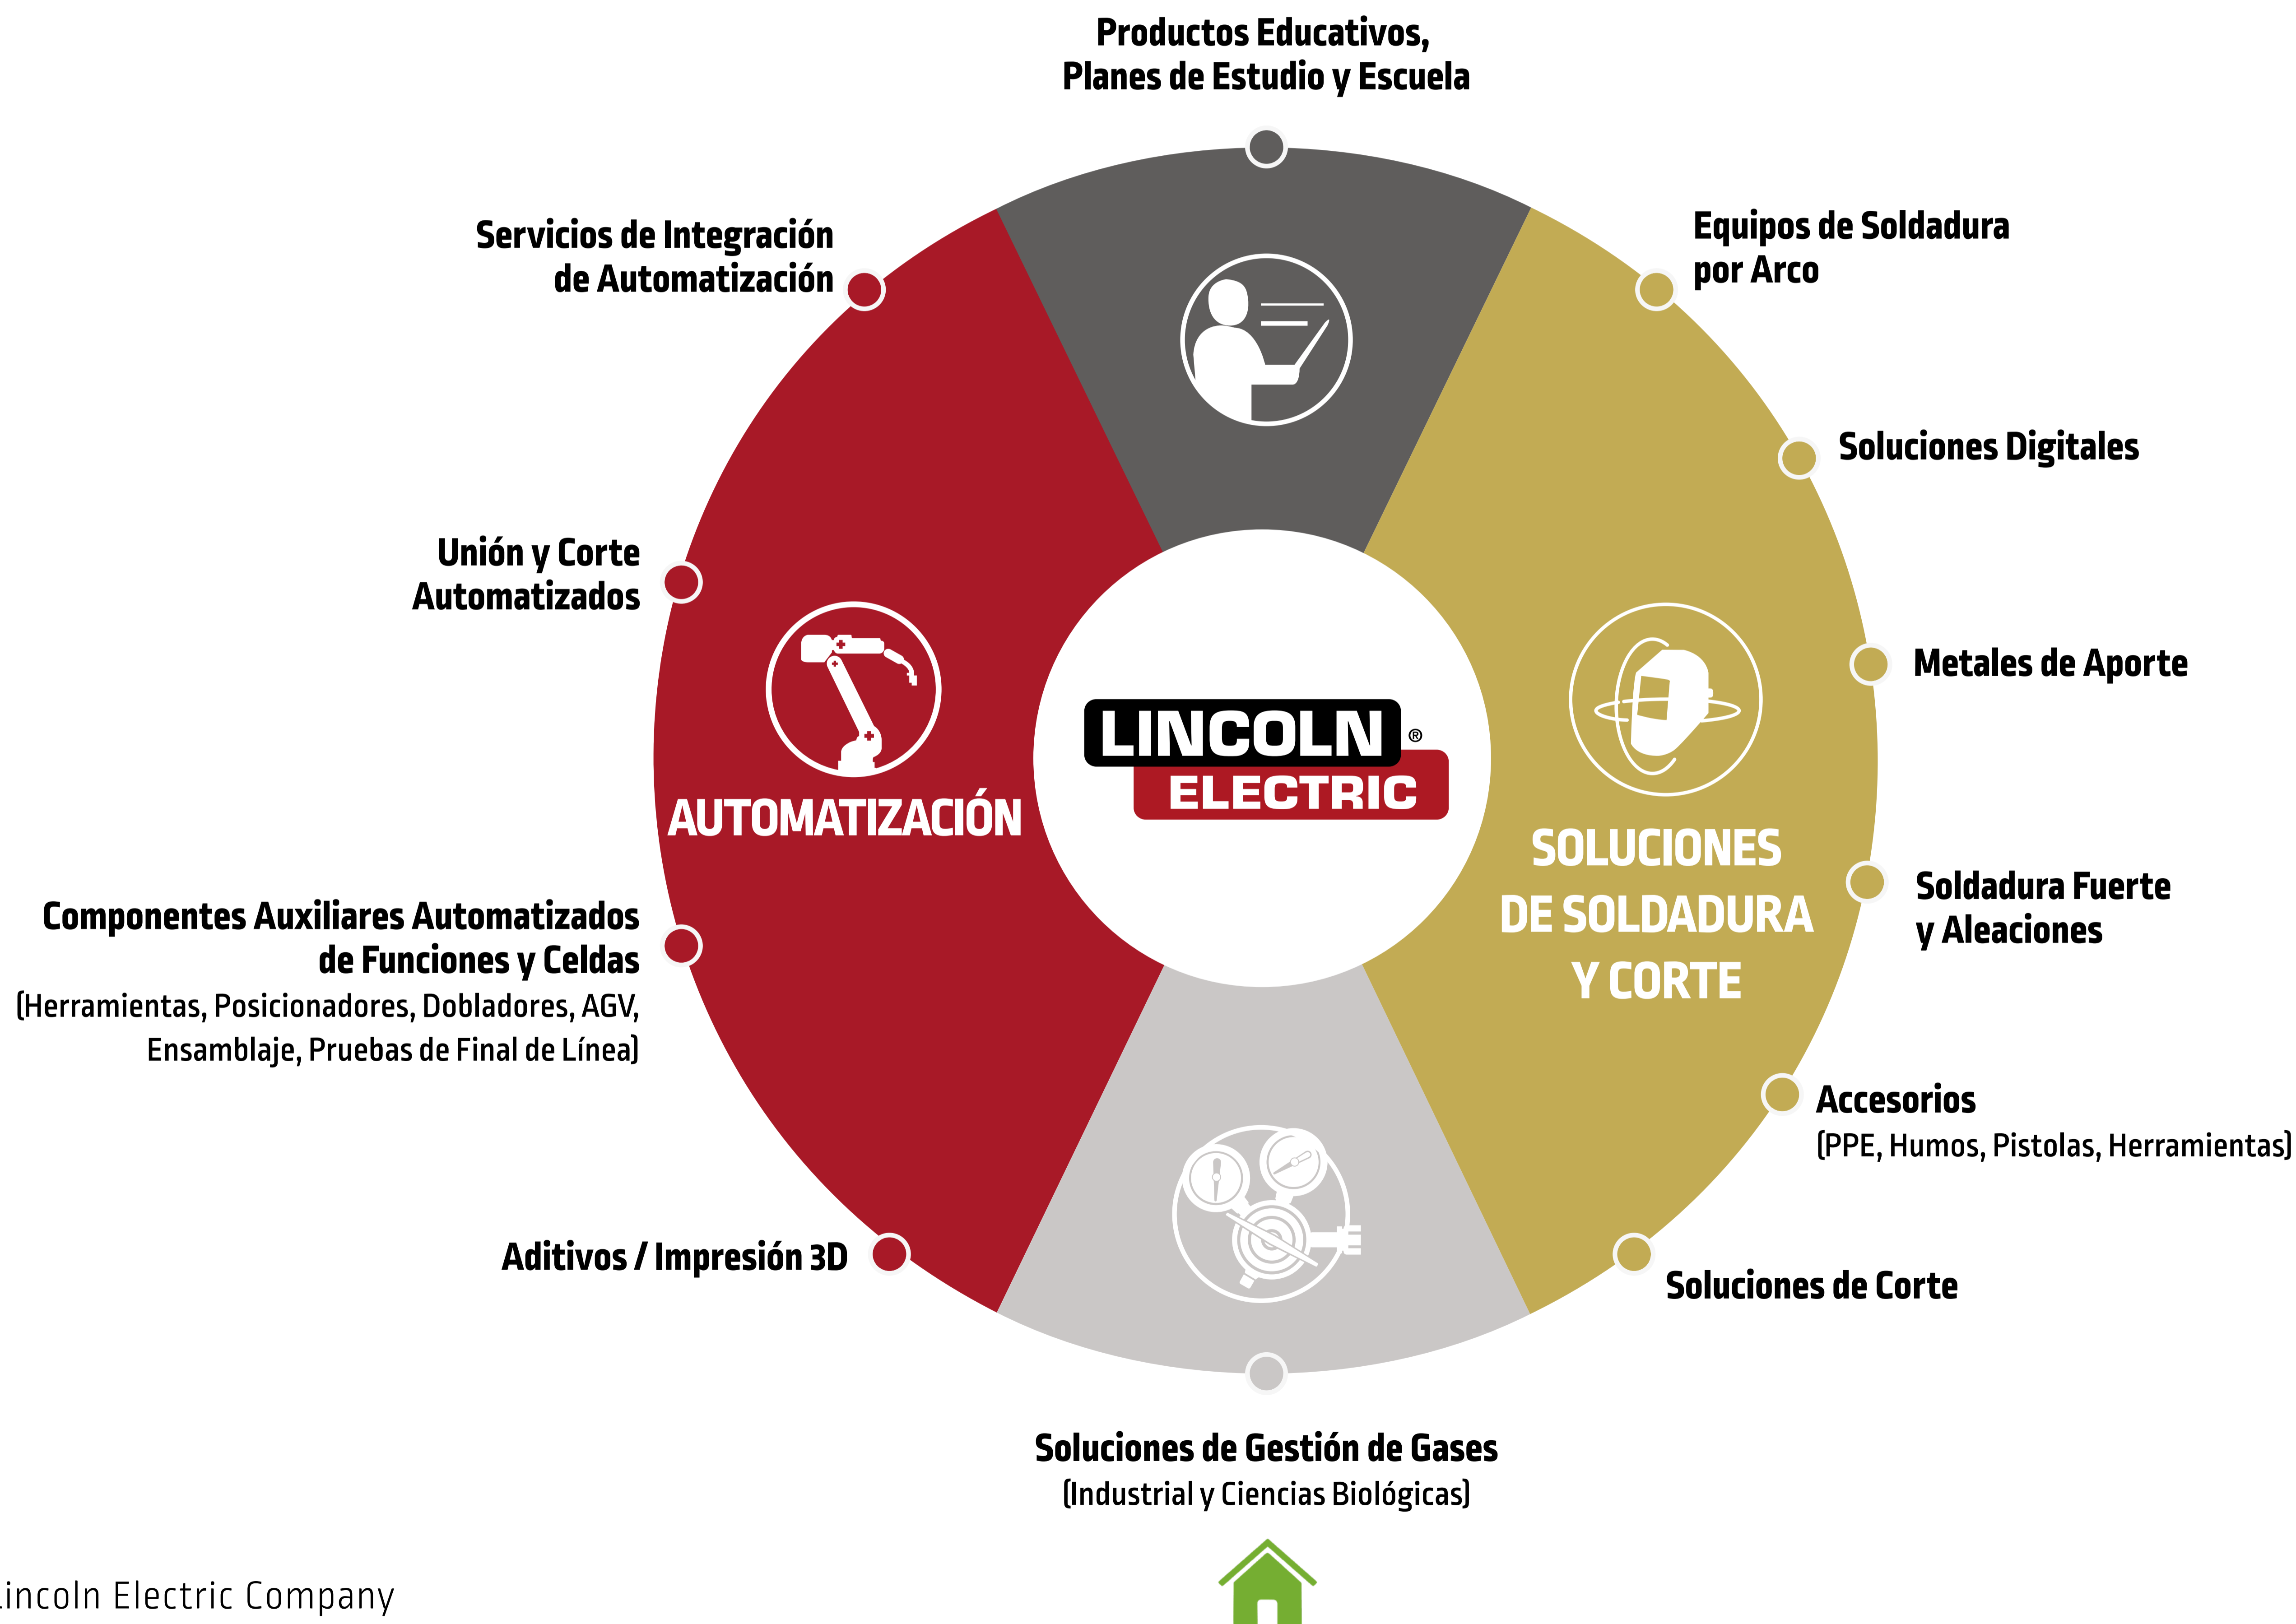 Productos Educativos,
Planes de Estudio y Escuela
Servicios de Integración
de Automatización
Equipos de Soldadura
por Arco
Soluciones Digitales
Unión y Corte
Automatizados
Metales de Aporte
LINCOLN ®
ELECTRIC
AUTOMATIZACIÓN
SOLUCIONES
DE SOLDADURA
Y CORTE
Componentes Auxiliares Automatizados
de Funciones y Celdas
(Herramientas, Posicionadores, Dobladores, AGV,
Ensamblaje, Pruebas de Final de Línea)
Soldadura Fuerte
y Aleaciones
Accesorios
(PPE, Humos, Pistolas, Herramientas)
Aditivos / Impresión 3D
Soluciones de Corte
Soluciones de Gestión de Gases
(Industrial y Ciencias Biológicas)
Lincoln Electric Company